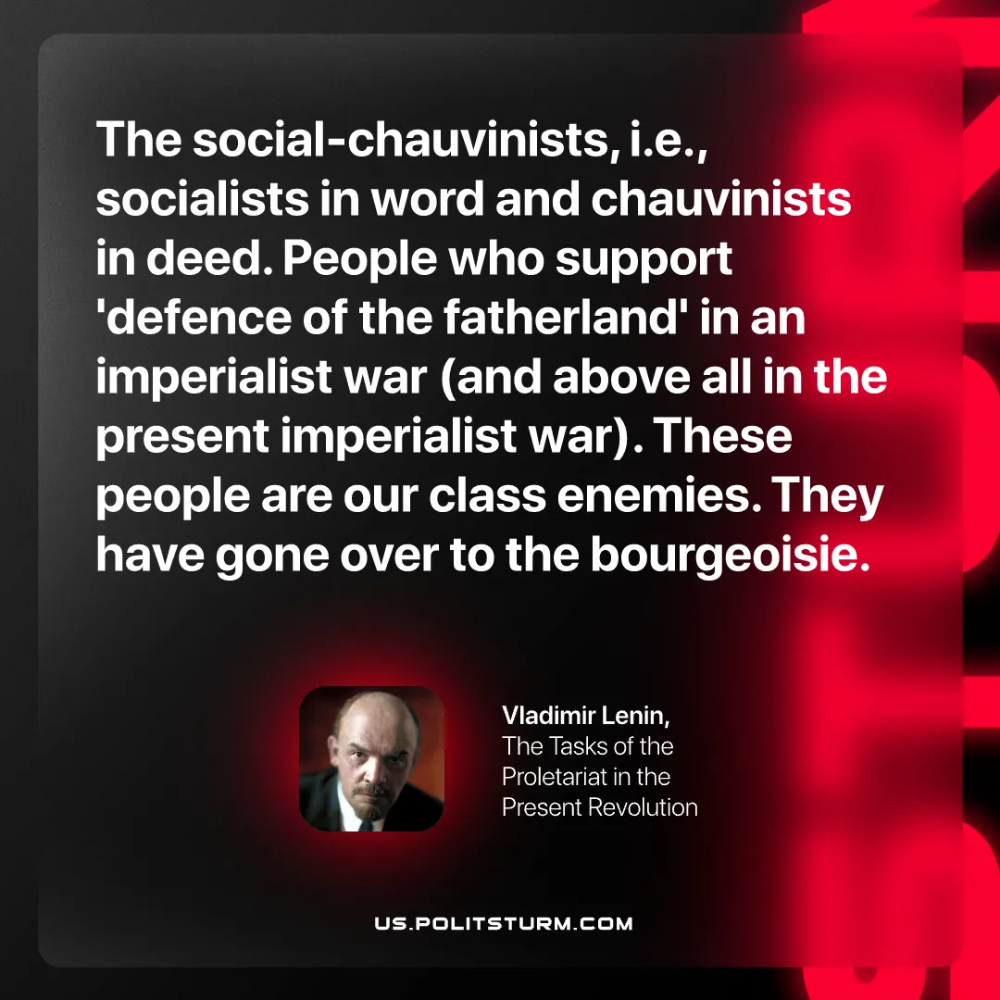 The social-chauvinists, i.e.,
socialists in word and chauvinists
in deed. People who support
'defence of the fatherland' in an
imperialist war (and above all in the
present imperialist war). These
people are our class enemies. They
have gone over to the bourgeoisie.
Vladimir Lenin,
The Tasks of the
Proletariat in the
Present Revolution
US.POLITSTURM.COM